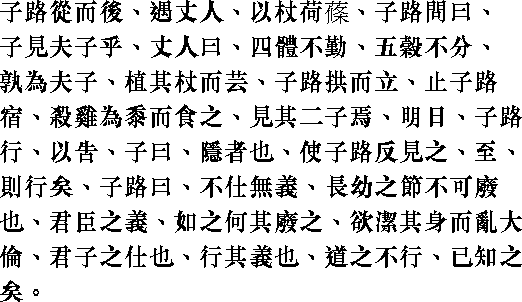 子路從而後、遇丈人、以杖荷蓧、子路問曰、
子見夫子乎、丈人曰、四體不勤、五穀不分、
孰為夫子、植其杖而芸、子路拱而立、止子路
宿、殺雞為黍而食之、見其二子焉、明日、子路
行、以告、子曰、隱者也、使子路反見之、至、
則行矣、子路曰、不仕無義、長幼之節不可廢
也、君臣之義、如之何其廢之、欲潔其身而亂大
倫、君子之仕也、行其義也、道之不行、已知之
矣。